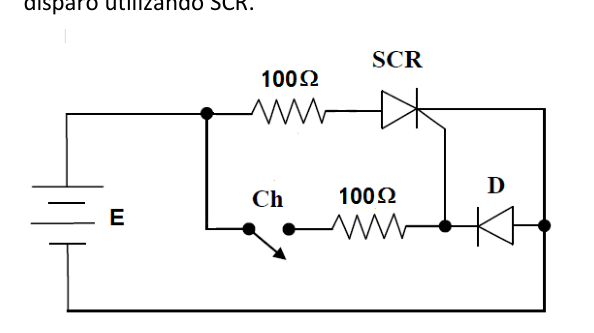 disparo utilizando SCR.
SCR
100Ω
Ch
100Ω
D
E